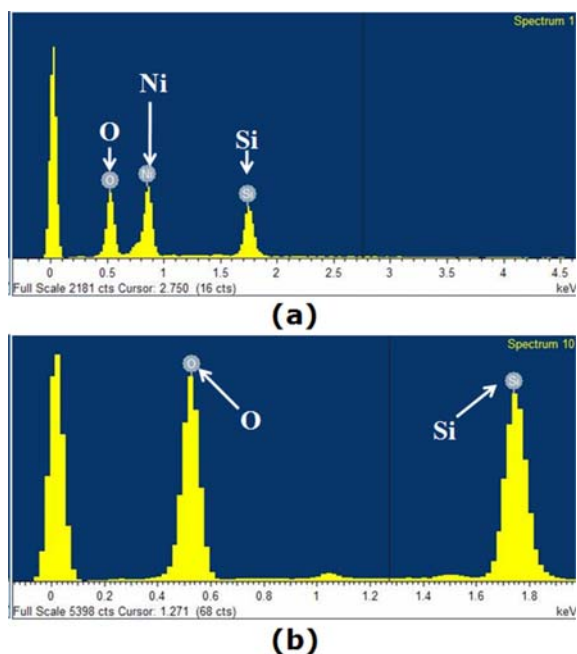 Spectrum 1
Ni
O
Si
O
Ni
Si
0 0.5 1 1.5 2 2.5 3 3.5 4 4.5
Full Scale 2181 cts Cursor: 2.750 (16 cts) keV
(a)
Spectrum 10
O
Si
O
Si
0 0.2 0.4 0.6 0.8 1 1.2 1.4 1.6 1.8
Full Scale 5398 cts Cursor: 1.271 (68 cts) keV
(b)